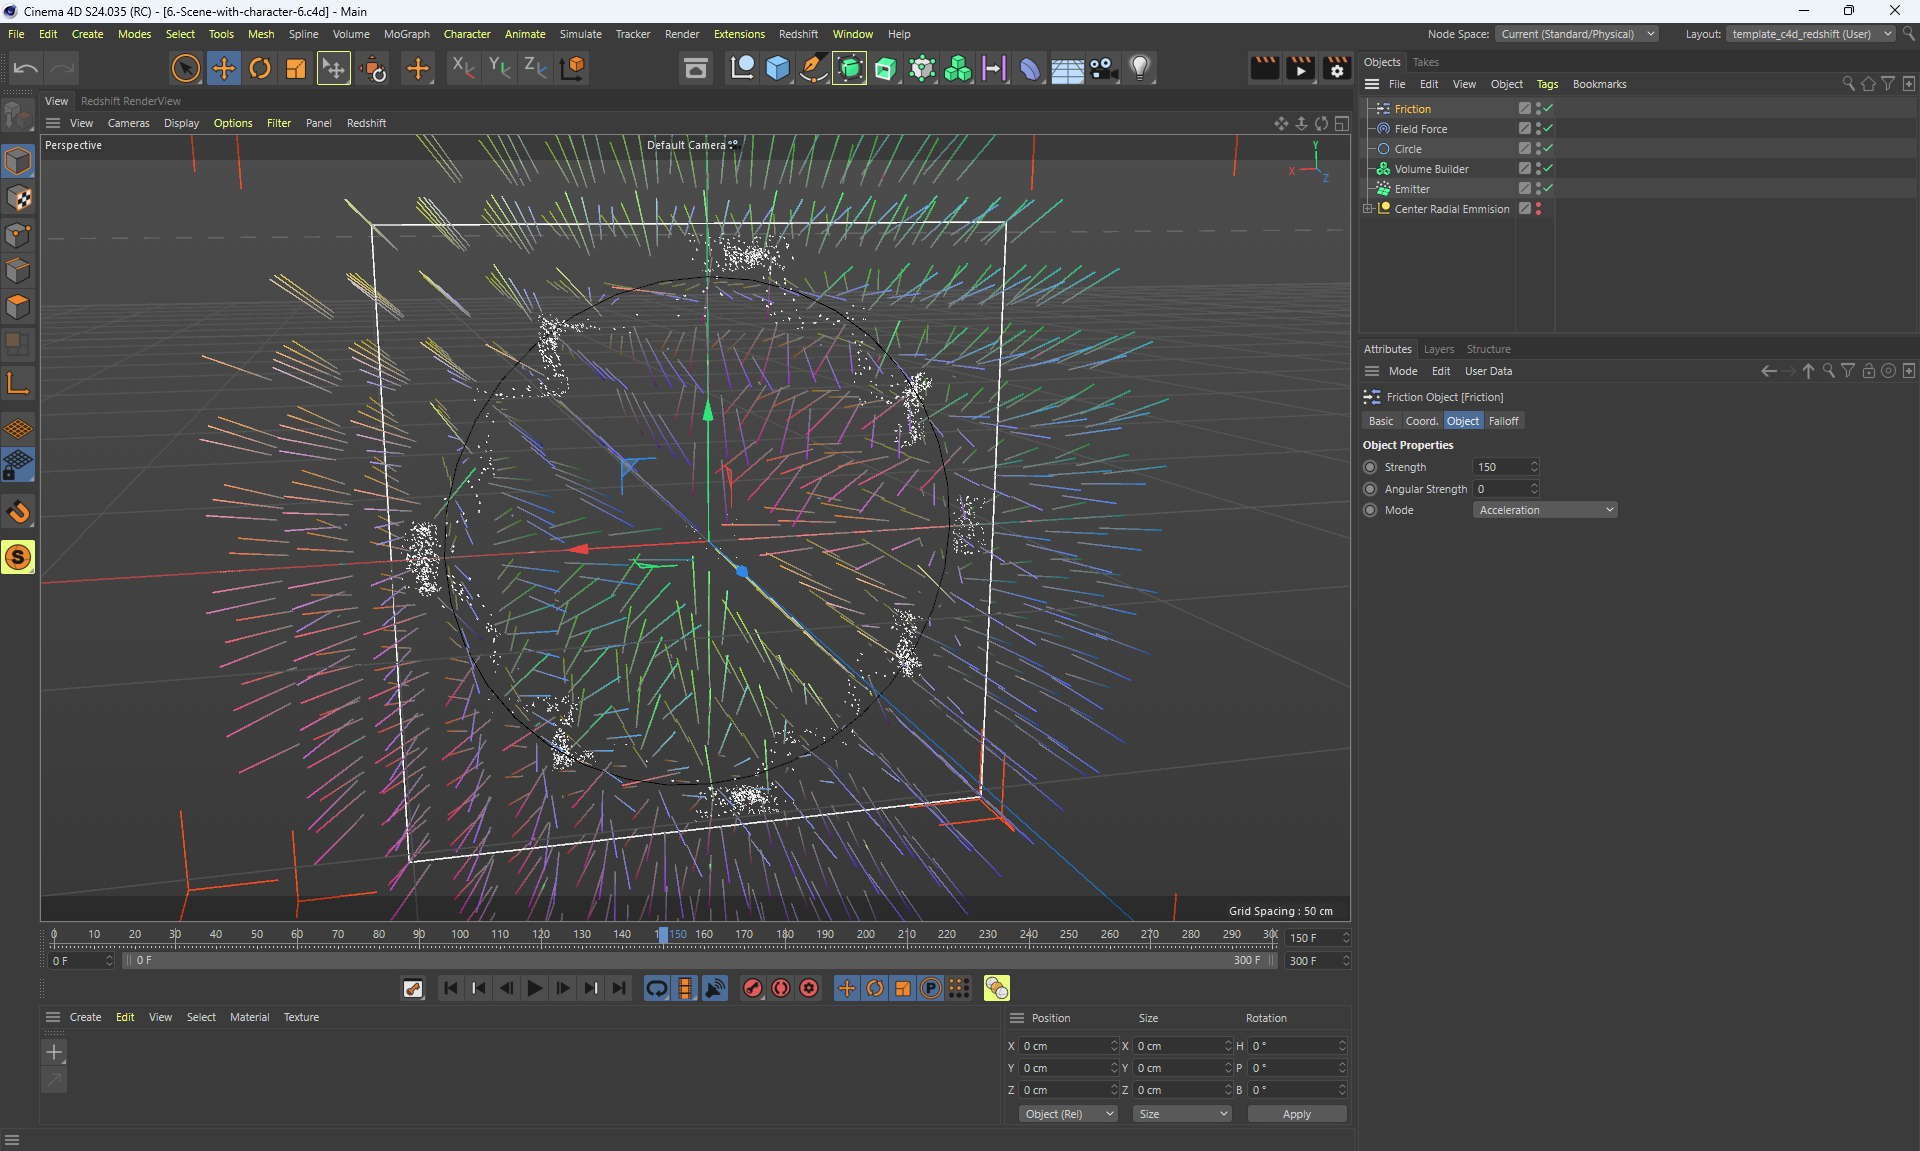 Cinema 4D S24.035 (RC) - [6.-Scene-with-character-6.c4d] - Main
File Edit Create Modes Select Tools Mesh Spline Volume MoGraph Character Animate Simulate Tracker Render Extensions Redshift Window Help
Node Space: Current (Standard/Physical) Layout: template_c4d_redshift (User)
X Y Z
Objects Takes
File Edit View Object Tags Bookmarks
View Redshift RenderView
View Cameras Display Options Filter Panel Redshift
Perspective
Default Camera
Y
X
Z
Friction
Field Force
Circle
Volume Builder
Emitter
Center Radial Emmision
Attributes Layers Structure
Mode Edit User Data
Friction Object [Friction]
Basic Coord. Object Falloff
Object Properties
Strength 150
Angular Strength 0
Mode Acceleration
S
Grid Spacing : 50 cm
0 10 20 30 40 50 60 70 80 90 100 110 120 130 140 150 160 170 180 190 200 210 220 230 240 250 260 270 280 290 300
150 F
0 F 0 F 300 F 300 F
P
Create Edit View Select Material Texture
Position Size Rotation
X 0 cm X 0 cm H 0 °
Y 0 cm Y 0 cm P 0 °
Z 0 cm Z 0 cm B 0 °
Object (Rel) Size Apply